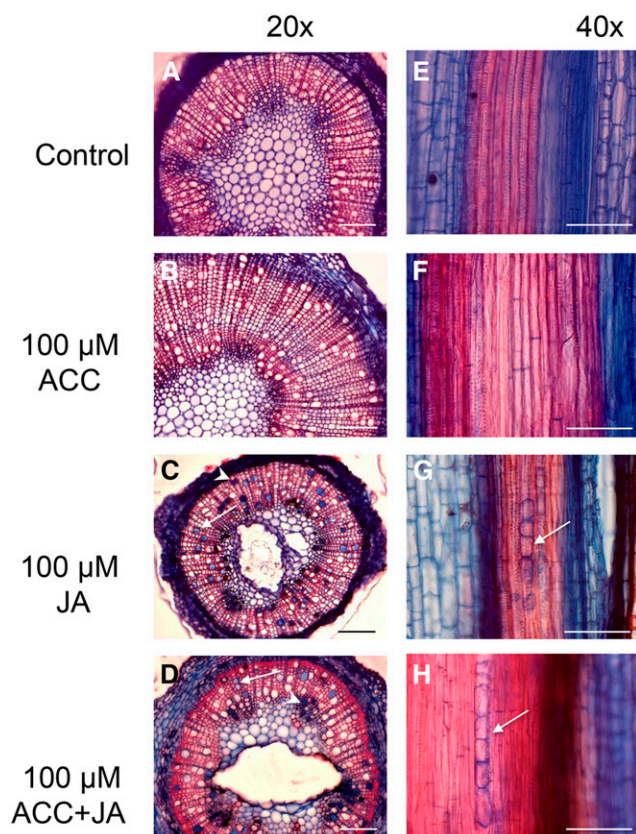 20x 40x
Control
A E
100 μM
ACC
B F
100 μM
JA
C G
100 μM
ACC+JA
D H